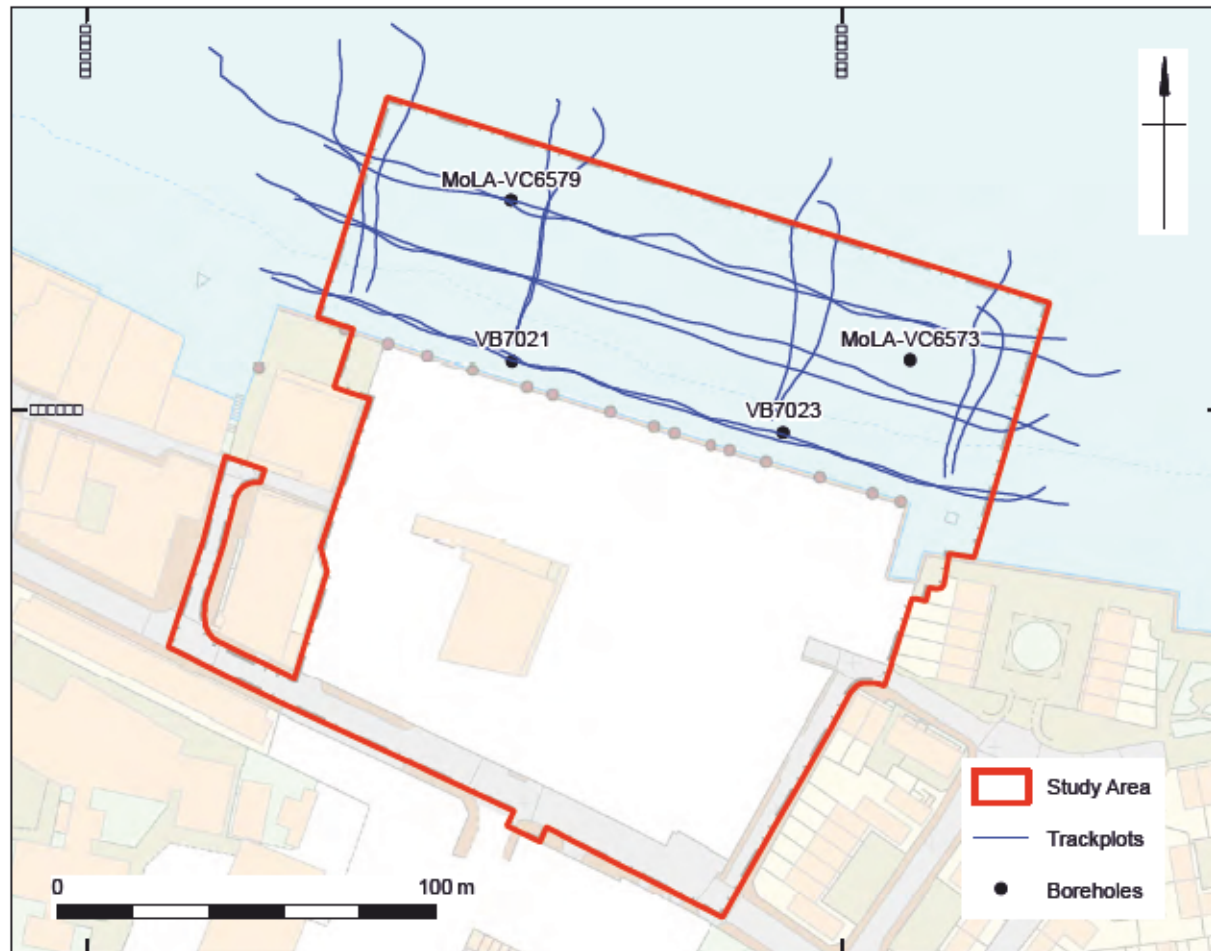 MoLA-VC6579
VB7021
MoLA-VC6573
VB7023
Study Area
Trackplots
Boreholes
0 100 m